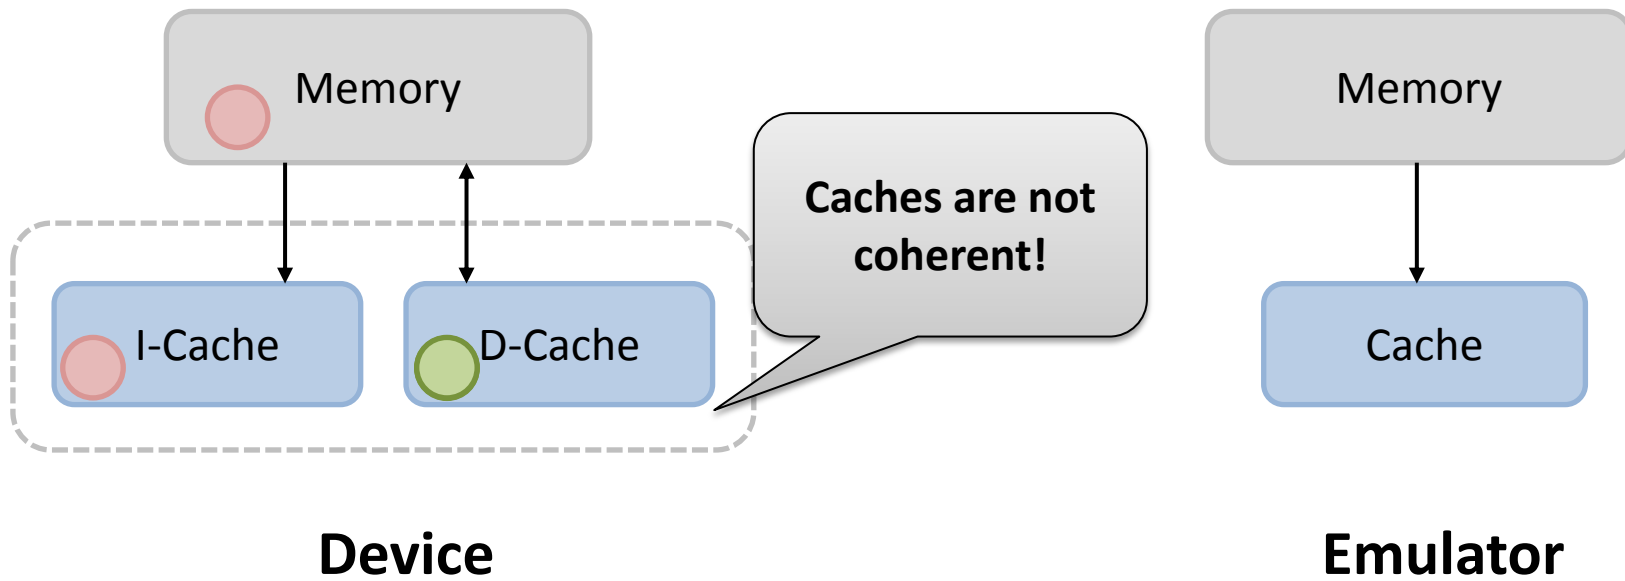 Memory
Memory
Caches are not
coherent!
I-Cache
D-Cache
Cache
Device
Emulator